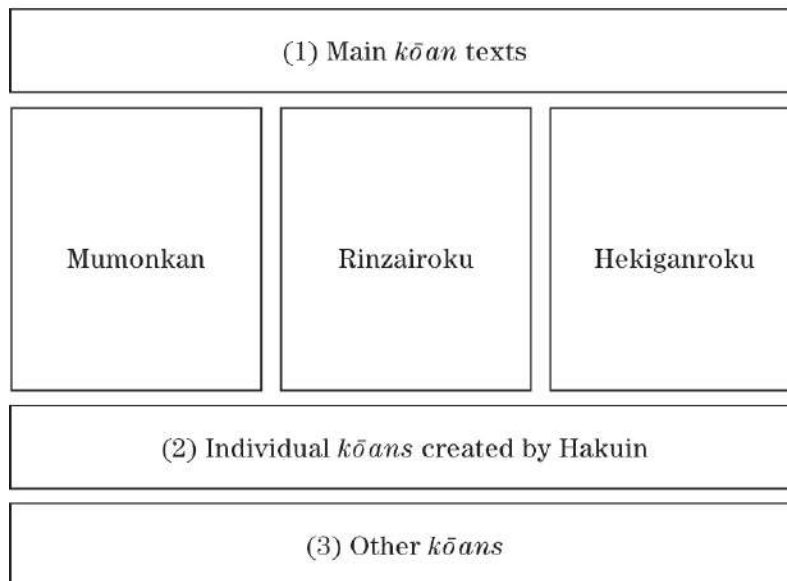 (1) Main kōan texts
Mumonkan
Rinzairoku
Hekiganroku
(2) Individual kōans created by Hakuin
(3) Other kōans